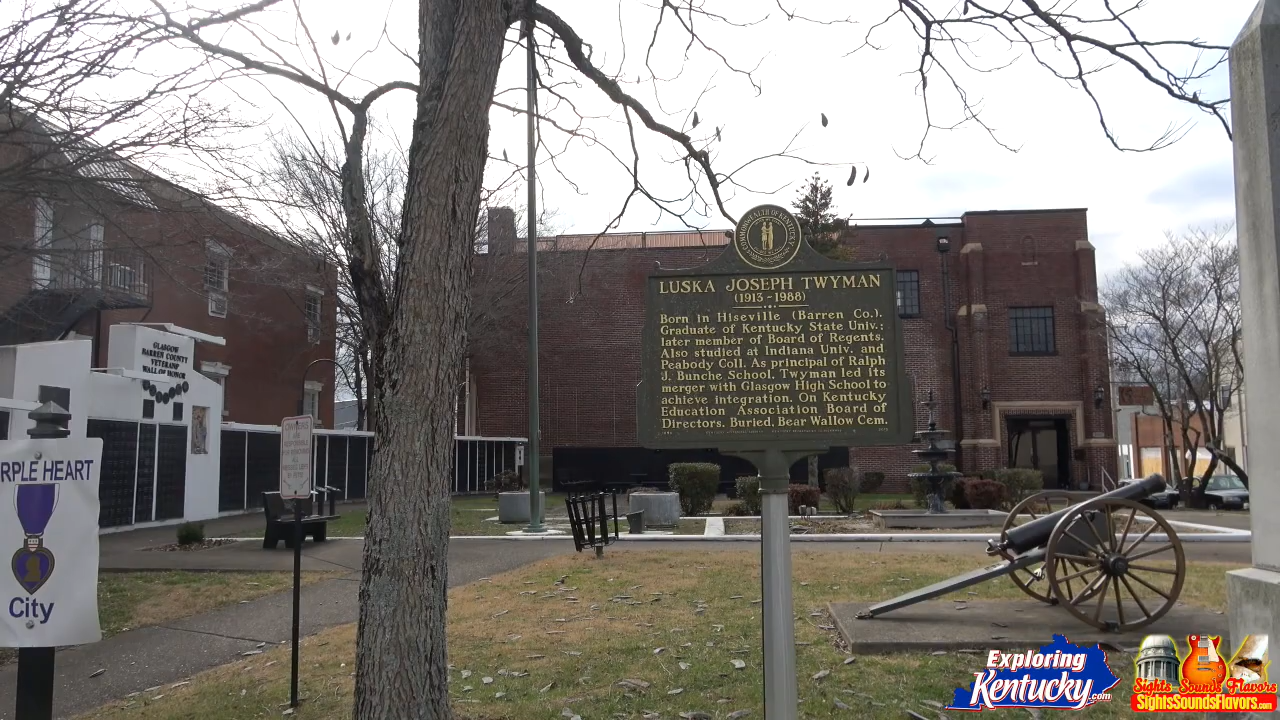 COMMONWEALTH OF KENTUCKY
LUSKA JOSEPH TWYMAN
(1913-1988)
Born in Hiseville (Barren Co.).
Graduate of Kentucky State Univ.;
later member of Board of Regents.
Also studied at Indiana Univ. and
Peabody Coll. As principal of Ralph
J. Bunche School, Twyman led its
merger with Glasgow High School to
achieve integration. On Kentucky
Education Association Board of
Directors. Buried, Bear Wallow Cem.
GLASGOW
BARREN COUNTY
VETERANS
WALL OF HONOR
RPLE HEART
City
Exploring
Kentucky.com
Sights Sounds Flavors
SightsSoundsFlavors.com